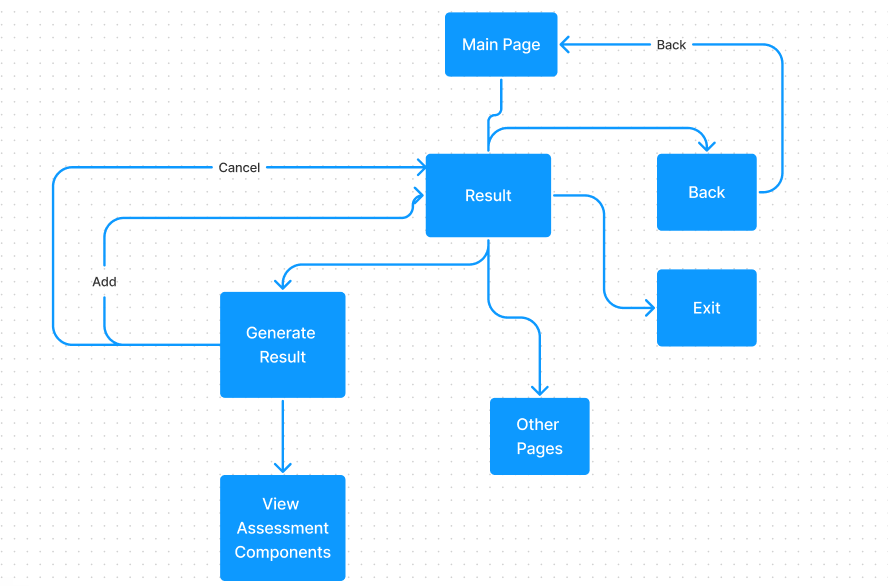 Main Page
Back
Cancel
Result
Back
Add
Exit
Generate
Result
Other
Pages
View
Assessment
Components